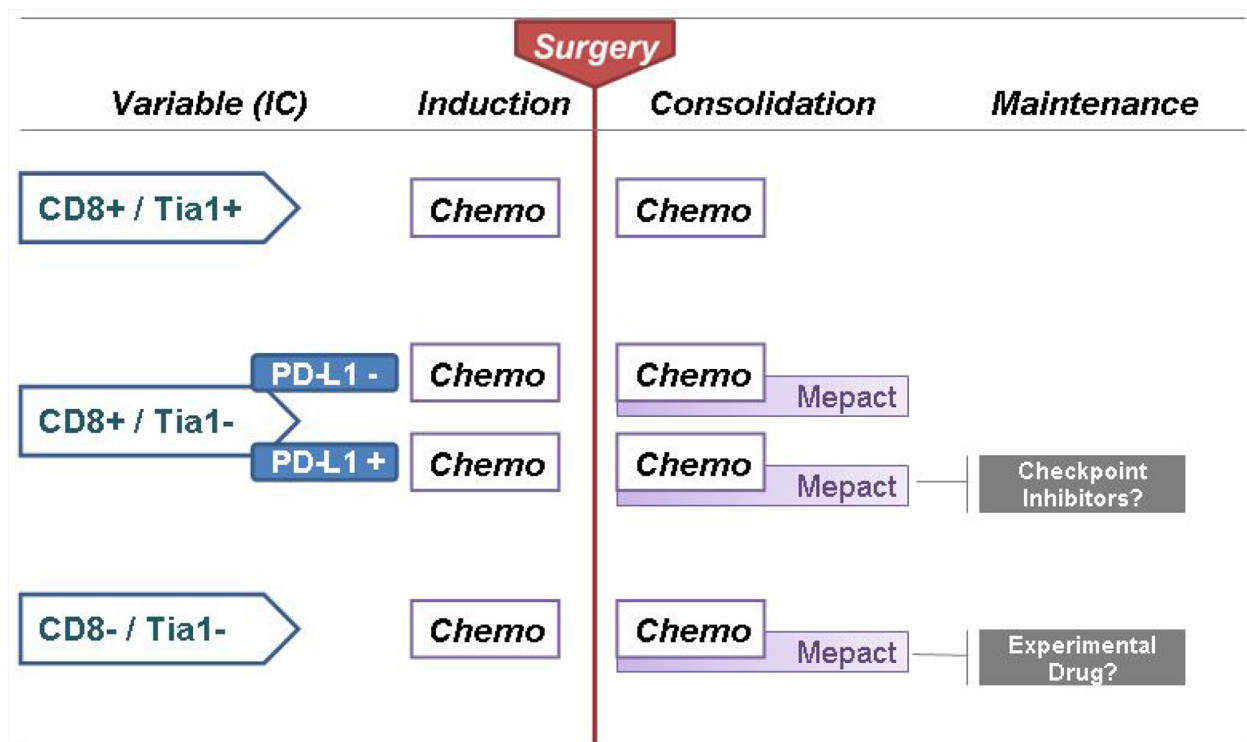 Surgery
Variable (IC) Induction Consolidation Maintenance
CD8+ / Tia1+ Chemo Chemo
PD-L1 - Chemo Chemo
Mepact
CD8+ / Tia1-
PD-L1 + Chemo Chemo
Mepact
Checkpoint
Inhibitors?
CD8- / Tia1- Chemo Chemo
Mepact
Experimental
Drug?